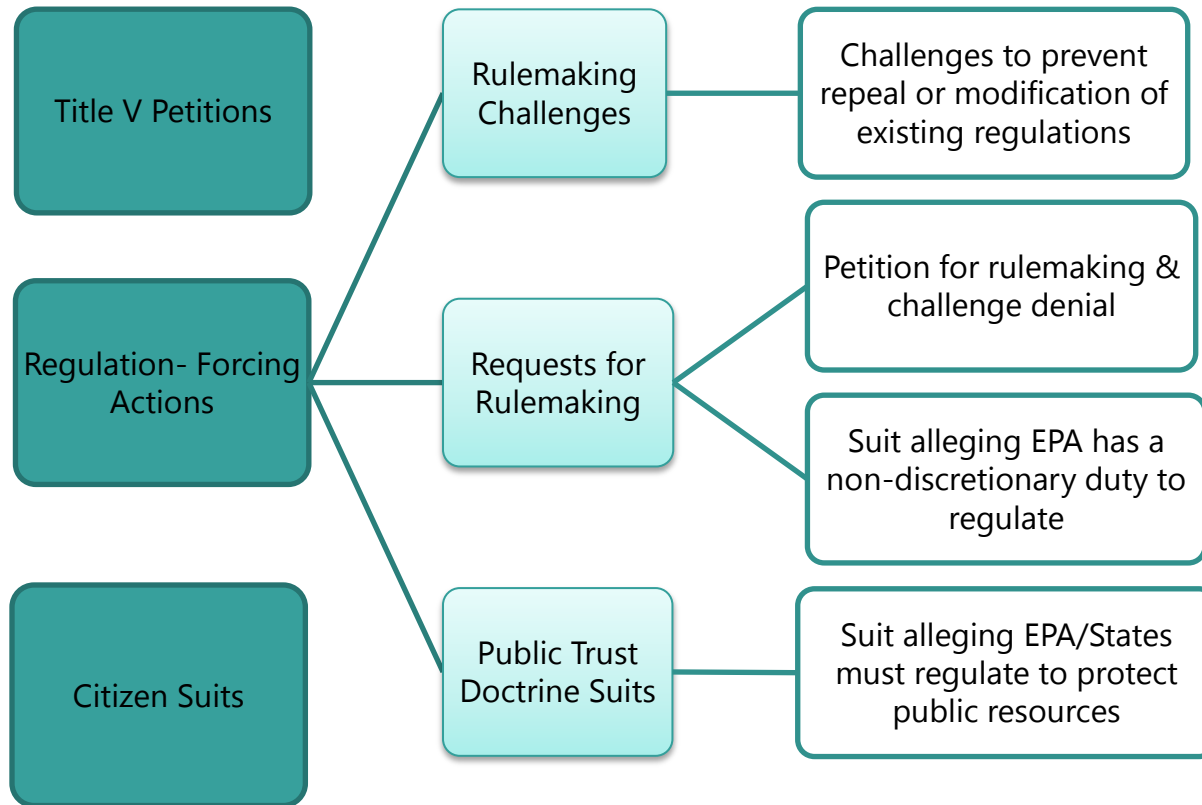 Title V Petitions
Regulation- Forcing
Actions
Citizen Suits
Rulemaking
Challenges
Requests for
Rulemaking
Public Trust
Doctrine Suits
Challenges to prevent
repeal or modification of
existing regulations
Petition for rulemaking &
challenge denial
Suit alleging EPA has a
non-discretionary duty to
regulate
Suit alleging EPA/States
must regulate to protect
public resources